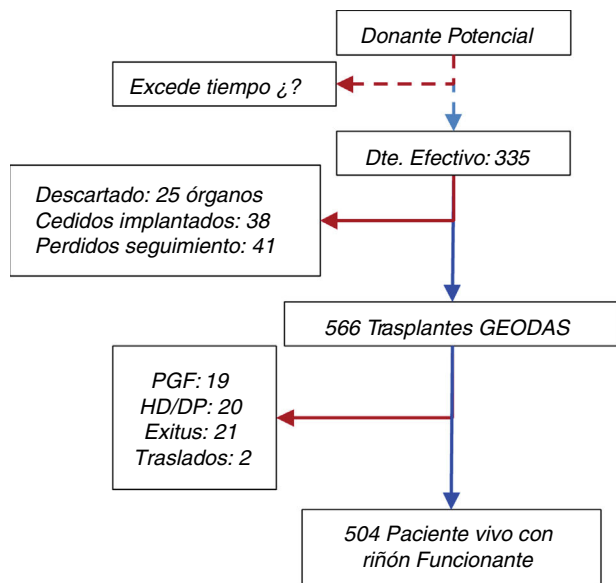 Donante Potencial
Excede tiempo ¿?
Dte. Efectivo: 335
Descartado: 25 órganos
Cedidos implantados: 38
Perdidos seguimiento: 41
566 Trasplantes GEODAS
PGF: 19
HD/DP: 20
Exitus: 21
Traslados: 2
504 Paciente vivo con
riñón Funcionante